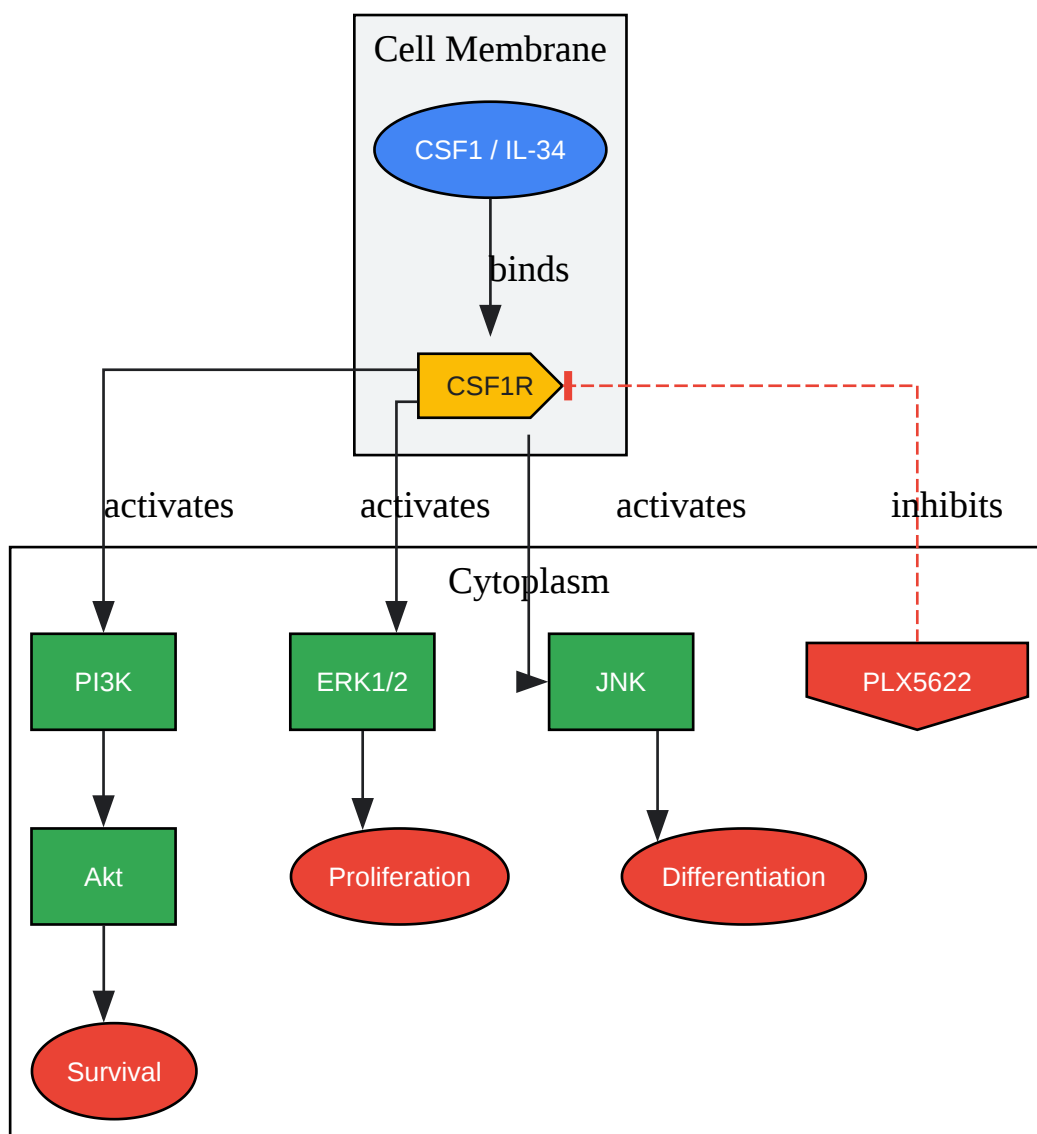 Cell Membrane
CSF1 / IL-34
binds
CSF1R
activates
activates
activates
inhibits
Cytoplasm
PI3K
ERK1/2
JNK
PLX5622
Akt
Proliferation
Differentiation
Survival